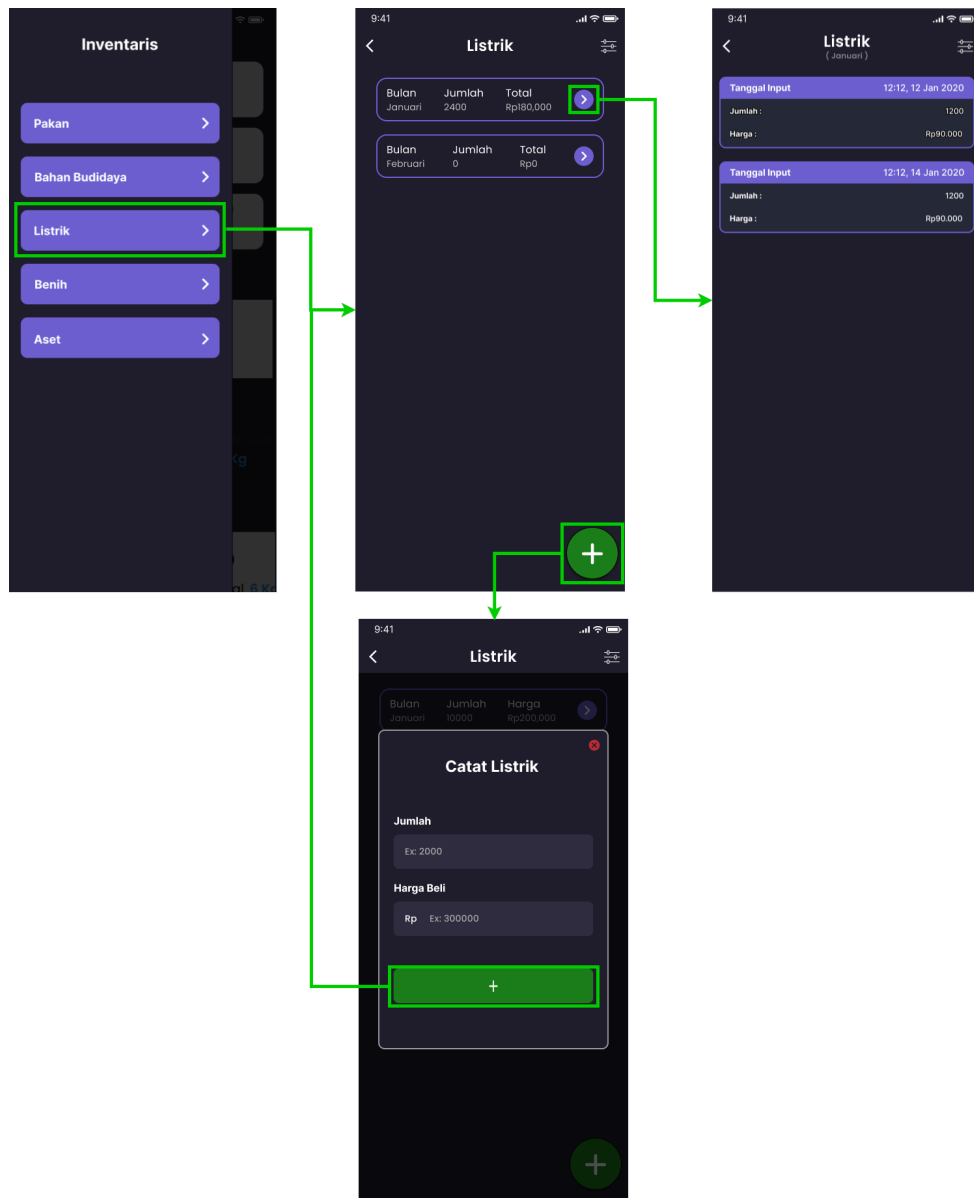 Inventaris
Pakan
Bahan Budidaya
Listrik
Benih
Aset
Kg
6 Kg
9:41
Listrik
Bulan Jumlah Total
Januari 2400 Rp180,000
Bulan Jumlah Total
Februari 0 Rp0
9:41
Listrik
( Januari )
Tanggal Input 12:12, 12 Jan 2020
Jumlah : 1200
Harga : Rp90.000
Tanggal Input 12:12, 14 Jan 2020
Jumlah : 1200
Harga : Rp90.000
9:41
Listrik
Bulan Jumlah Harga
Januari 10000 Rp200,000
Catat Listrik
Jumlah
Ex: 2000
Harga Beli
Rp Ex: 300000
+